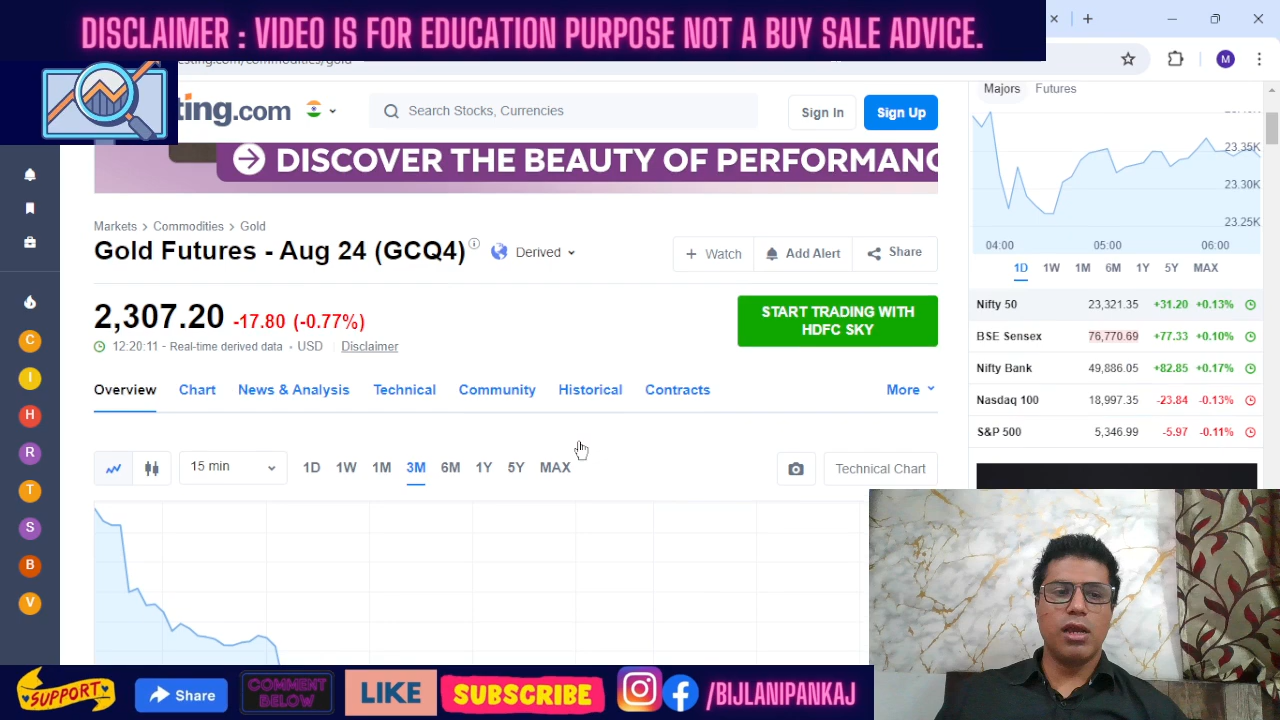 DISCLAIMER : VIDEO IS FOR EDUCATION PURPOSE NOT A BUY SALE ADVICE.
M
ting.com
Search Stocks, Currencies
Sign In
Sign Up
Majors
Futures
DISCOVER THE BEAUTY OF PERFORMANC
23.35K
23.30K
23.25K
04:00
05:00
06:00
1D
1W
1M
6M
1Y
5Y
MAX
Markets > Commodities > Gold
Gold Futures - Aug 24 (GCQ4)
Derived
+ Watch
Add Alert
Share
2,307.20 -17.80 (-0.77%)
12:20:11 - Real-time derived data • USD
Disclaimer
START TRADING WITH
HDFC SKY
Nifty 50 23,321.35 +31.20 +0.13%
BSE Sensex 76,770.69 +77.33 +0.10%
Nifty Bank 49,886.05 +82.85 +0.17%
Nasdaq 100 18,997.35 -23.84 -0.13%
S&P 500 5,346.99 -5.97 -0.11%
Overview
Chart
News & Analysis
Technical
Community
Historical
Contracts
More
15 min
1D
1W
1M
3M
6M
1Y
5Y
MAX
Technical Chart
C
I
H
R
T
S
B
V
SUPPORT
Share
COMMENT
BELOW
LIKE
SUBSCRIBE
/BIJLANIPANKAJ